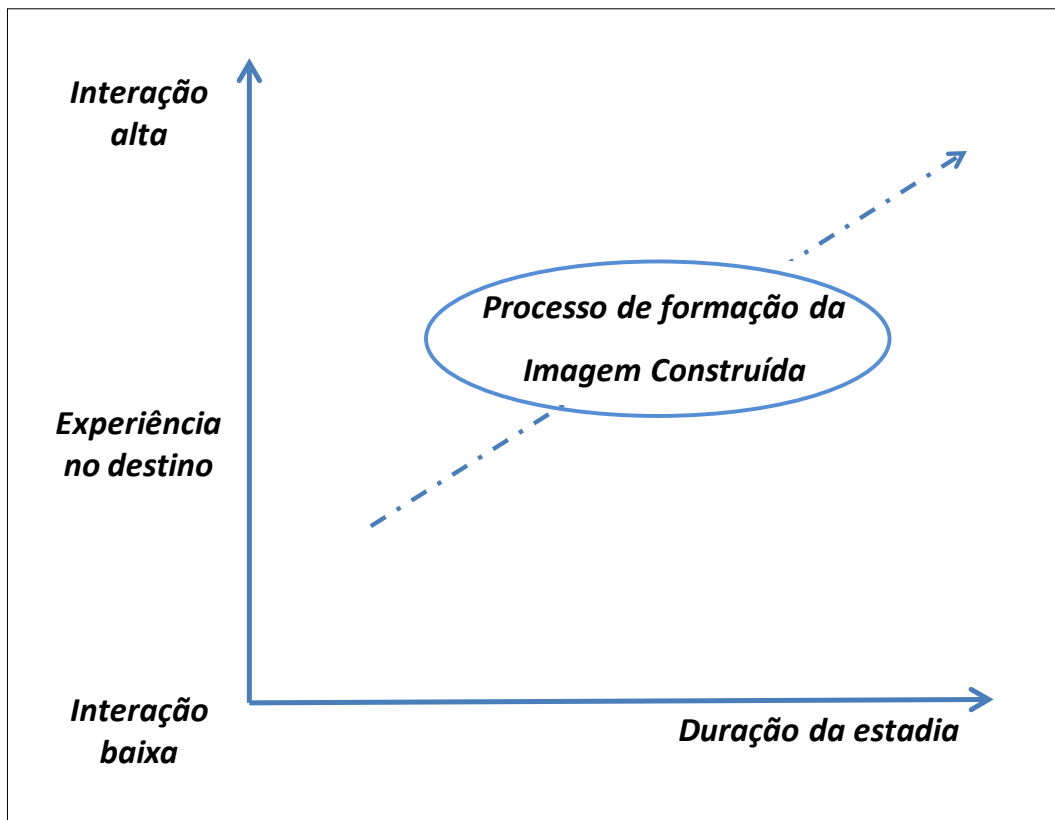 Interação
alta
Processo de formação da
Imagem Construída
Experiência
no destino
Interação
baixa
Duração da estadia